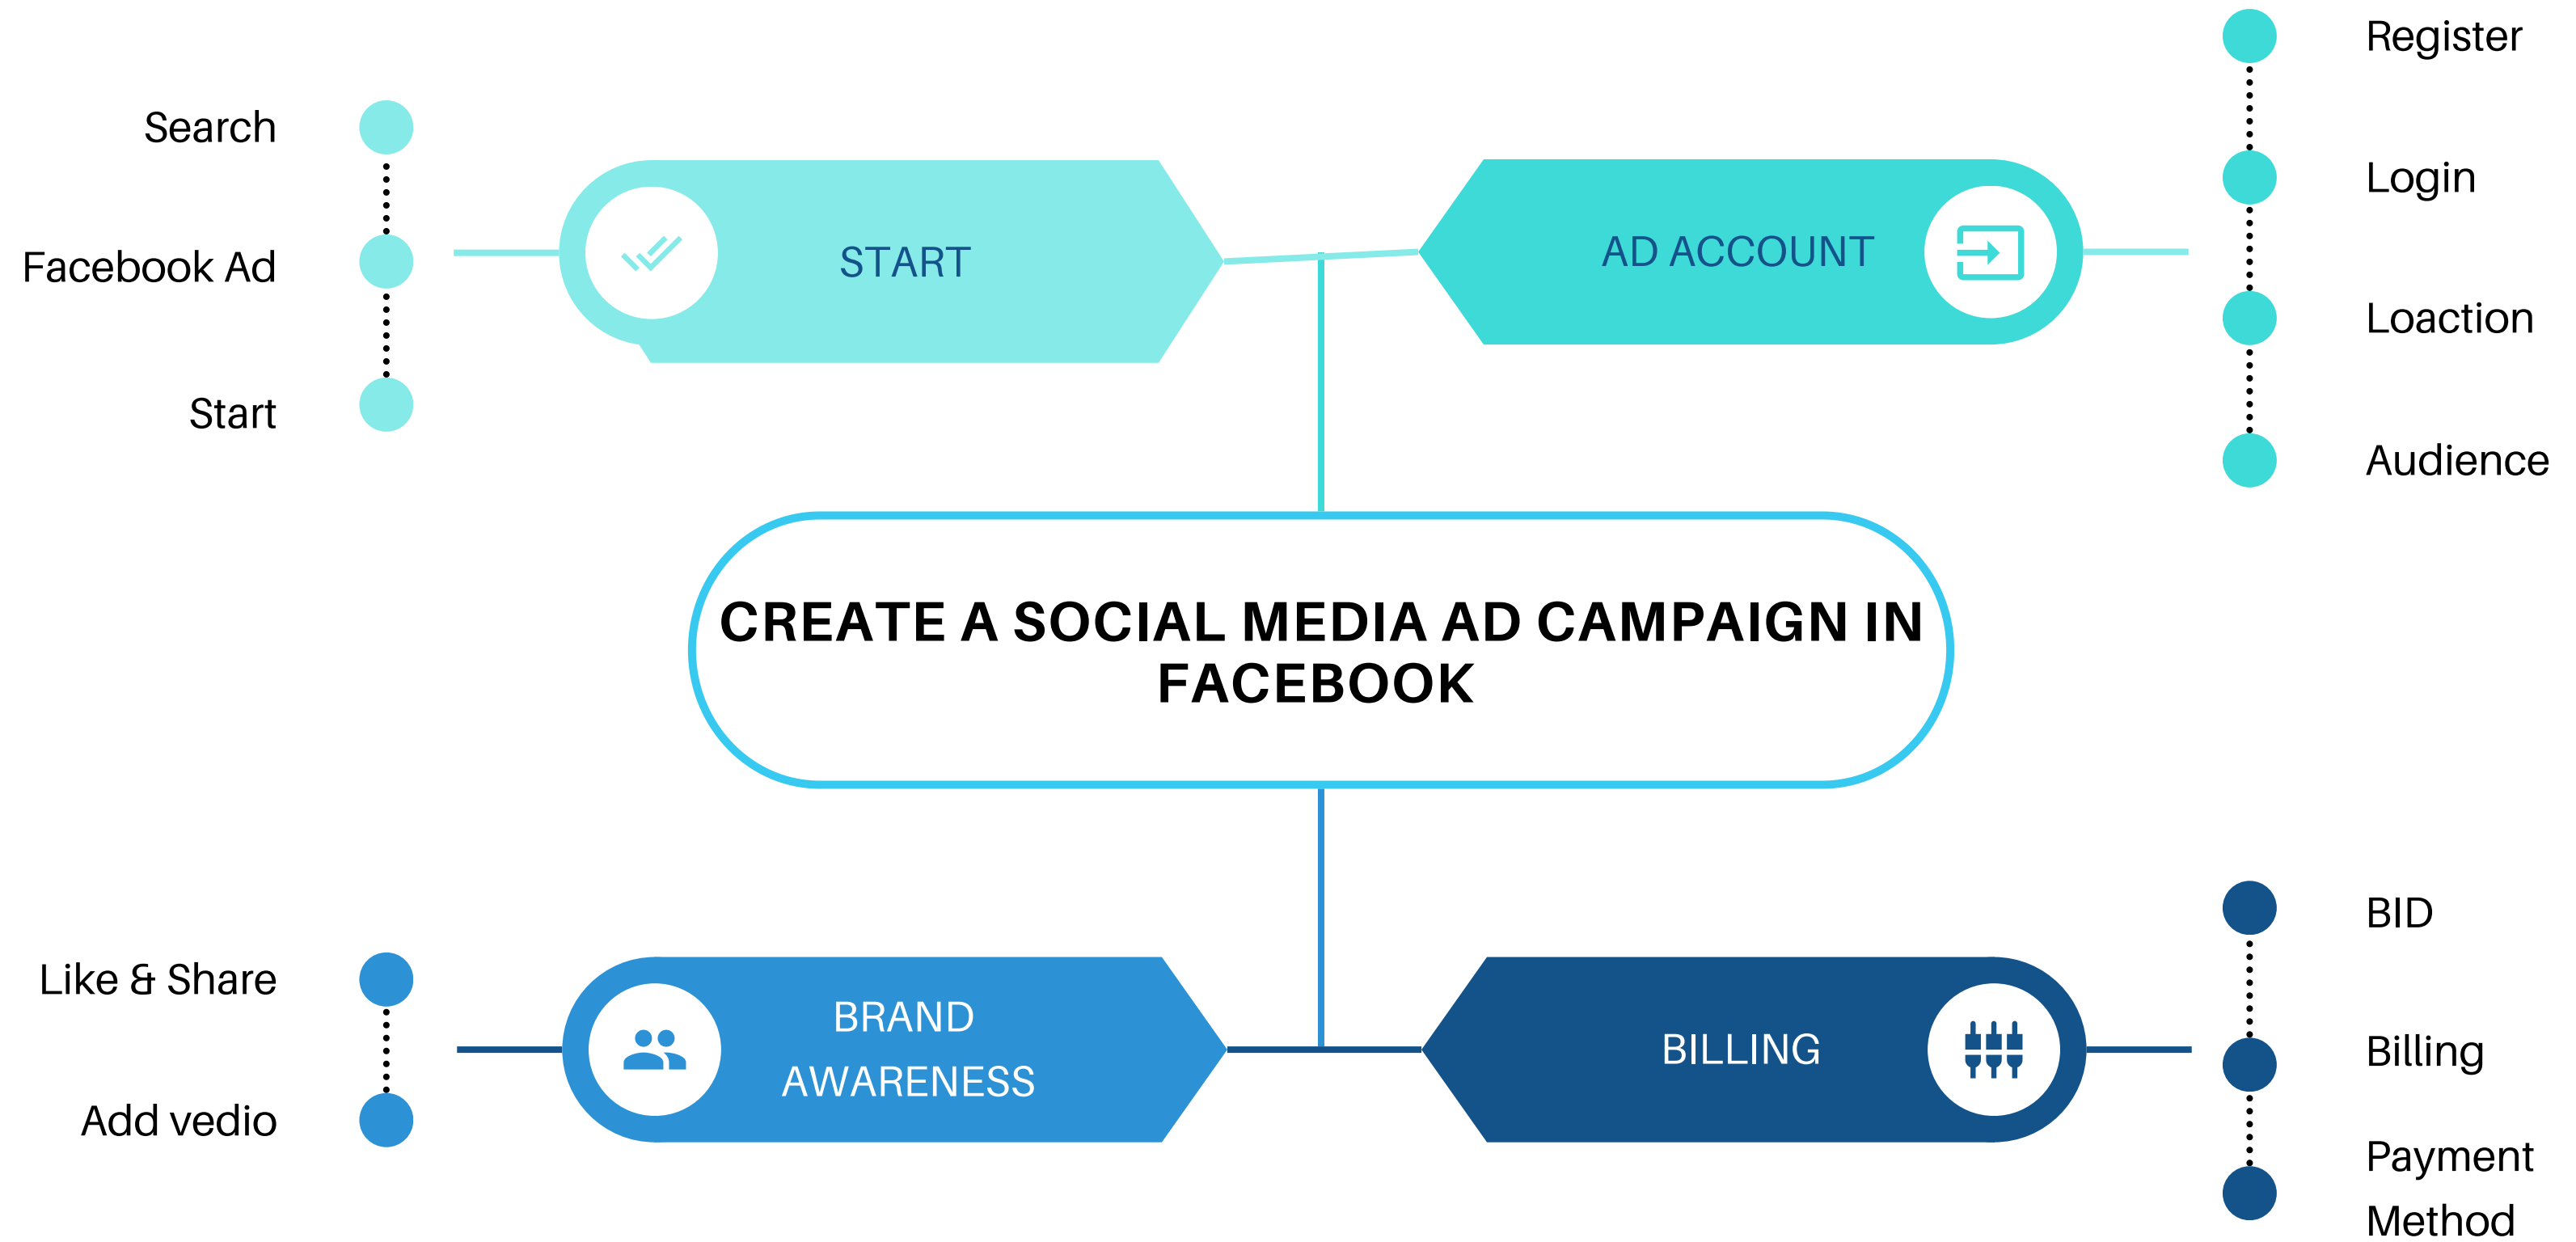 Search
Facebook Ad
Start
START
AD ACCOUNT
Register
Login
Loaction
Audience
CREATE A SOCIAL MEDIA AD CAMPAIGN IN
FACEBOOK
Like & Share
Add vedio
BRAND
AWARENESS
BILLING
BID
Billing
Payment
Method